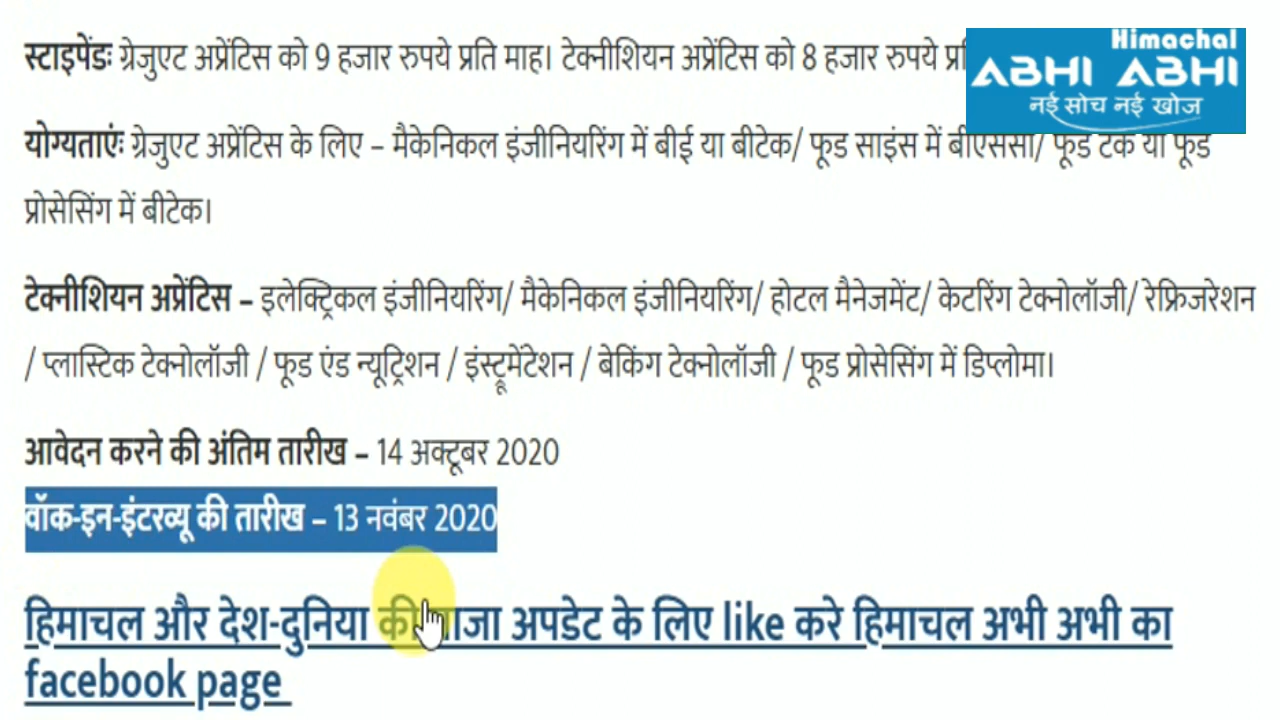 स्टाइपेंडः ग्रेजुएट अप्रेंटिस को 9 हजार रुपये प्रति माह। टेक्नीशियन अप्रेंटिस को 8 हजार रुपये
Himachal
ABHI ABHI
नई सोच नई खोज
योग्यताएंः ग्रेजुएट अप्रेंटिस के लिए – मैकेनिकल इंजीनियरिंग में बीई या बीटेक/ फूड साइंस में बीएससी/ फूड टेक या फूड
प्रोसेसिंग में बीटेक।
टेक्नीशियन अप्रेंटिस – इलेक्ट्रिकल इंजीनियरिंग/ मैकेनिकल इंजीनियरिंग/ होटल मैनेजमेंट/ केटरिंग टेक्नोलॉजी/ रेफ्रिजरेशन
/ प्लास्टिक टेक्नोलॉजी / फूड एंड न्यूट्रिशन / इंस्ट्रूमेंटेशन / बेकिंग टेक्नोलॉजी / फूड प्रोसेसिंग में डिप्लोमा।
आवेदन करने की अंतिम तारीख – 14 अक्टूबर 2020
वॉक-इन-इंटरव्यू की तारीख – 13 नवंबर 2020
हिमाचल और देश-दुनिया की ताजा अपडेट के लिए like करे हिमाचल अभी अभी का
facebook page